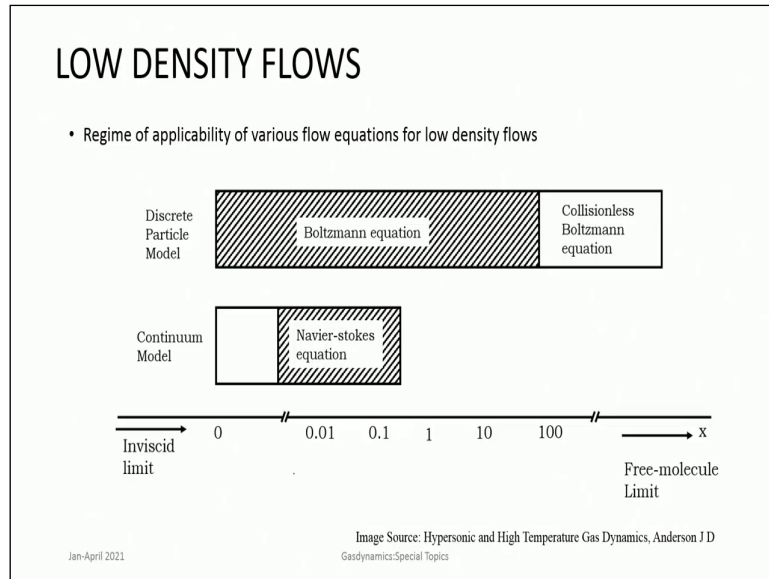 LOW DENSITY FLOWS
• Regime of applicability of various flow equations for low density flows
Discrete
Particle
Model
Boltzmann equation
Collisionless
Boltzmann
equation
Continuum
Model
Navier-stokes
equation
Inviscid
limit
0 0.01 0.1 1 10 100 x
Free-molecule
Limit
Image Source: Hypersonic and High Temperature Gas Dynamics, Anderson J D
Jan-April 2021
Gasdynamics:Special Topics